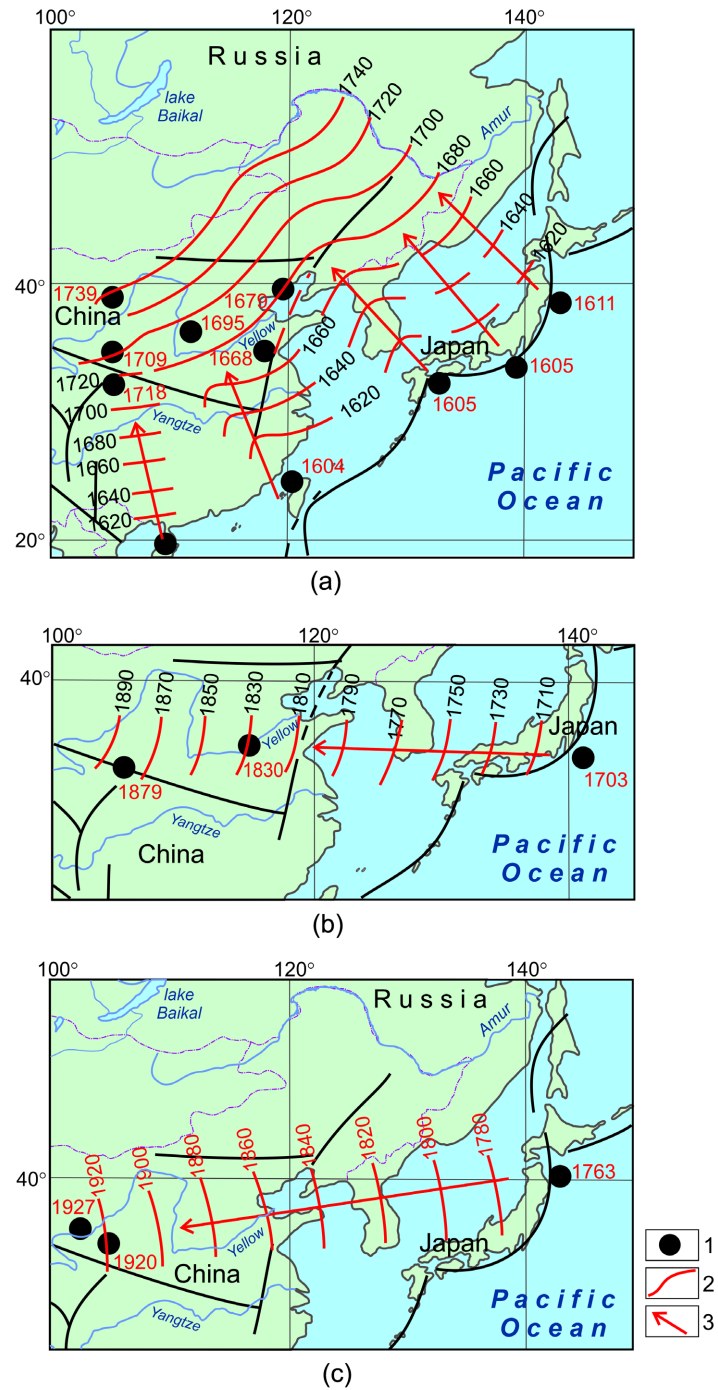 100° 120° 140°
Russia
lake
Baikal
Amur
1740
1720
1700
1680
1660
1640
1620
40°
1739
China
1679
1695
Yellow
1709
1668
1660
1720
1718
1640
1700
Yangtze
1620
1680
1660
1640
1620
1604
Japan
1611
1605
1605
Pacific
Ocean
20°
(a)
100° 120° 140°
40°
1890 1870 1850 1830 1810 1790 1770 1750 1730 1710
Yellow
Japan
1830
1879
1703
Yangtze
China
Pacific
Ocean
(b)
100° 120° 140°
lake
Baikal
Russia
Amur
40°
1920 1900 1880 1860 1840 1820 1800 1780
1763
1927
1920
Yellow
China
Japan
Yangtze
Pacific
Ocean
1
2
3
(c)